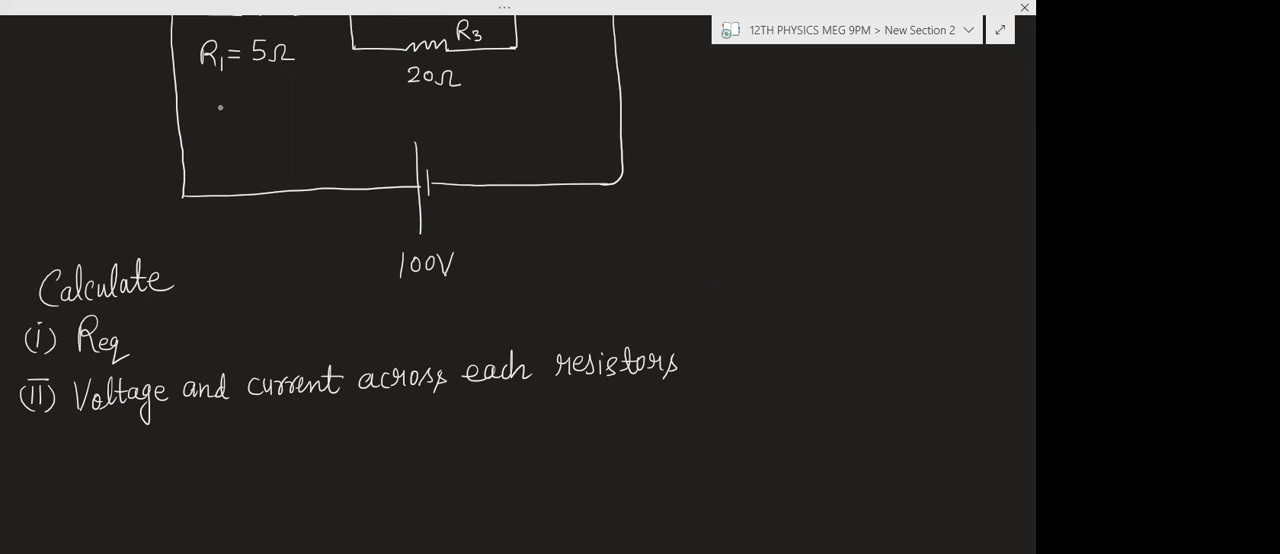 12TH PHYSICS MEG 9PM > New Section 2
R₃
R₁ = 5Ω
20Ω
100V
Calculate
(i) Req
(II) Voltage and current across each resistors